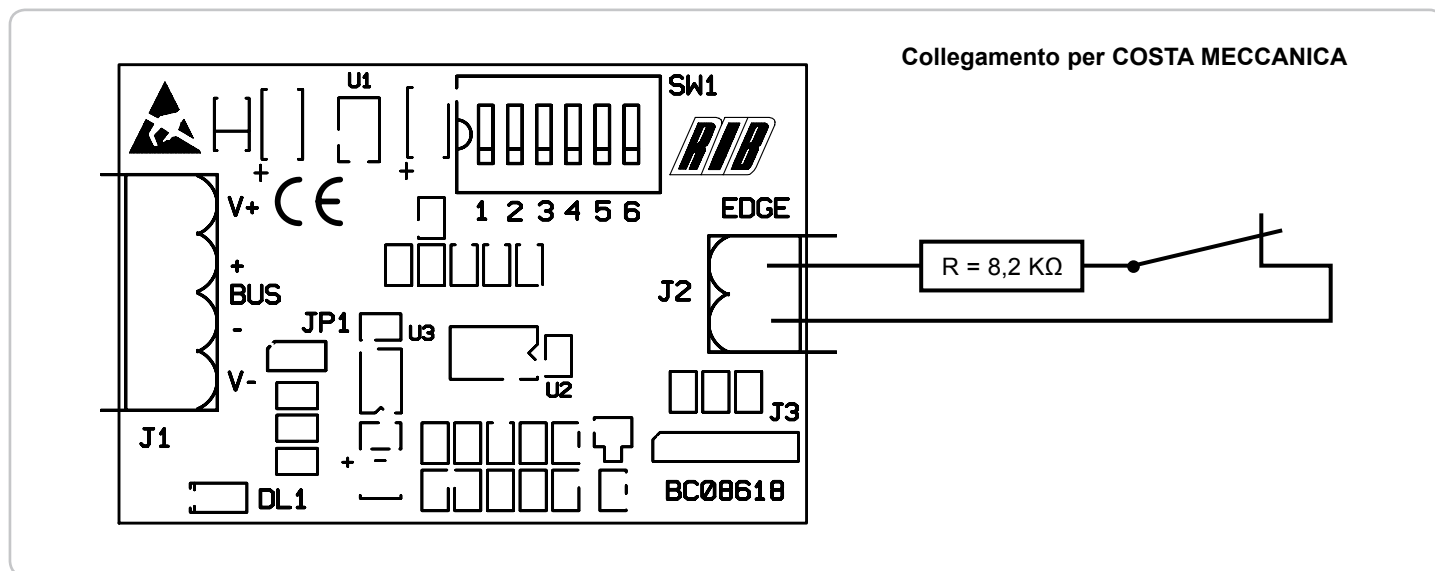 Collegamento per COSTA MECCANICA
U1
SW1
RIB
+
+
V+
CE
1 2 3 4 5 6
EDGE
+
BUS
-
V-
JP1
U3
U2
J2
R = 8,2 KΩ
J3
J1
+
DL1
BC08618